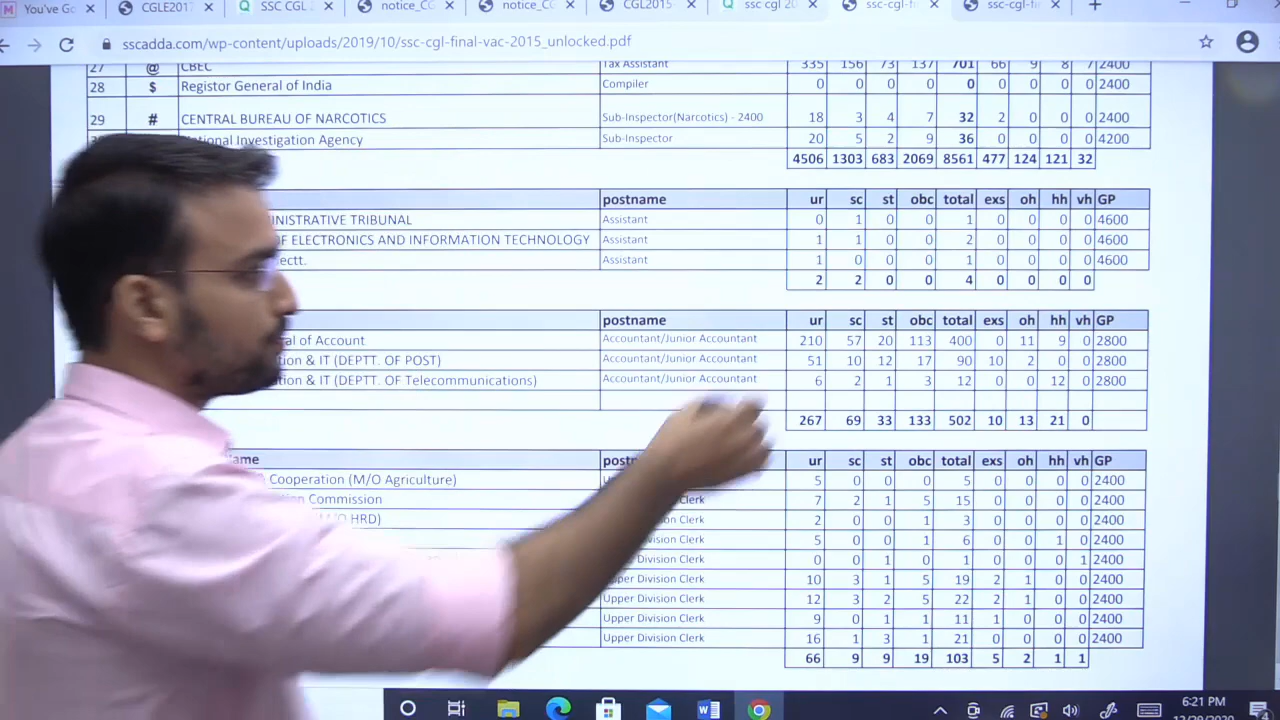 You've Go
CGLE2017
SSC CGL
notice_CG
notice_CG
CGL2015
ssc cgl 20
ssc-cgl-f
ssc-cgl-fi
sscadda.com/wp-content/uploads/2019/10/ssc-cgl-final-vac-2015_unlocked.pdf
27 @ CBEC Tax Assistant 335 156 73 137 701 66 9 8 7 2400
28 $ Registor General of India Compiler 0 0 0 0 0 0 0 0 0 2400
29 # CENTRAL BUREAU OF NARCOTICS Sub-Inspector(Narcotics) - 2400 18 3 4 7 32 2 0 0 0 2400
Investigation Agency Sub-Inspector 20 5 2 9 36 0 0 0 0 4200
4506 1303 683 2069 8561 477 124 121 32
postname ur sc st obc total exs oh hh vh GP
TRIBUNAL Assistant 0 1 0 0 1 0 0 0 0 4600
ELECTRONICS AND INFORMATION TECHNOLOGY Assistant 1 1 0 0 2 0 0 0 0 4600
Assistant 1 0 0 0 1 0 0 0 0 4600
2 2 0 0 4 0 0 0 0
postname ur sc st obc total exs oh hh vh GP
of Account Accountant/Junior Accountant 210 57 20 113 400 0 11 9 0 2800
& IT (DEPTT. OF POST) Accountant/Junior Accountant 51 10 12 17 90 10 2 0 0 2800
& IT (DEPTT. OF Telecommunications) Accountant/Junior Accountant 6 2 1 3 12 0 0 12 0 2800
267 69 33 133 502 10 13 21 0
ur sc st obc total exs oh hh vh GP
Cooperation (M/O Agriculture) 5 0 0 0 5 0 0 0 0 2400
Commission Clerk 7 2 1 5 15 0 0 0 0 2400
HRD) Clerk 2 0 0 1 3 0 0 0 0 2400
Clerk 5 0 0 1 6 0 0 1 0 2400
Clerk 0 0 1 0 1 0 0 0 1 2400
Upper Division Clerk 10 3 1 5 19 2 1 0 0 2400
Upper Division Clerk 12 3 2 5 22 2 1 0 0 2400
Upper Division Clerk 9 0 1 1 11 1 0 0 0 2400
Upper Division Clerk 16 1 3 1 21 0 0 0 0 2400
66 9 9 19 103 5 2 1 1
6:21 PM